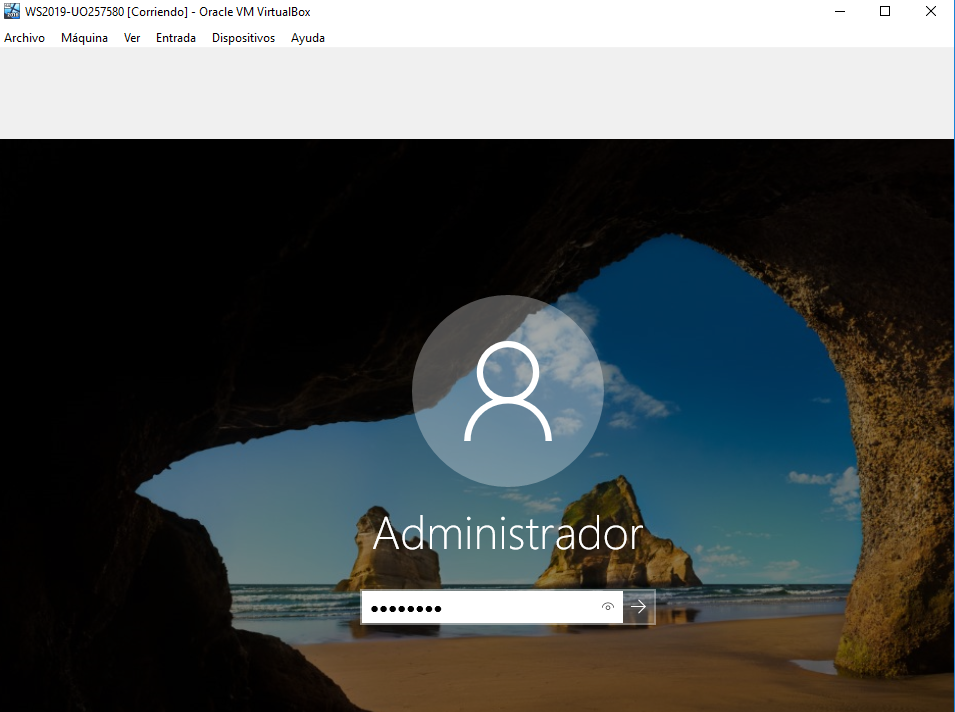 WS2019-UO257580 [Corriendo] - Oracle VM VirtualBox
Archivo Máquina Ver Entrada Dispositivos Ayuda
Administrador
●●●●●●●●